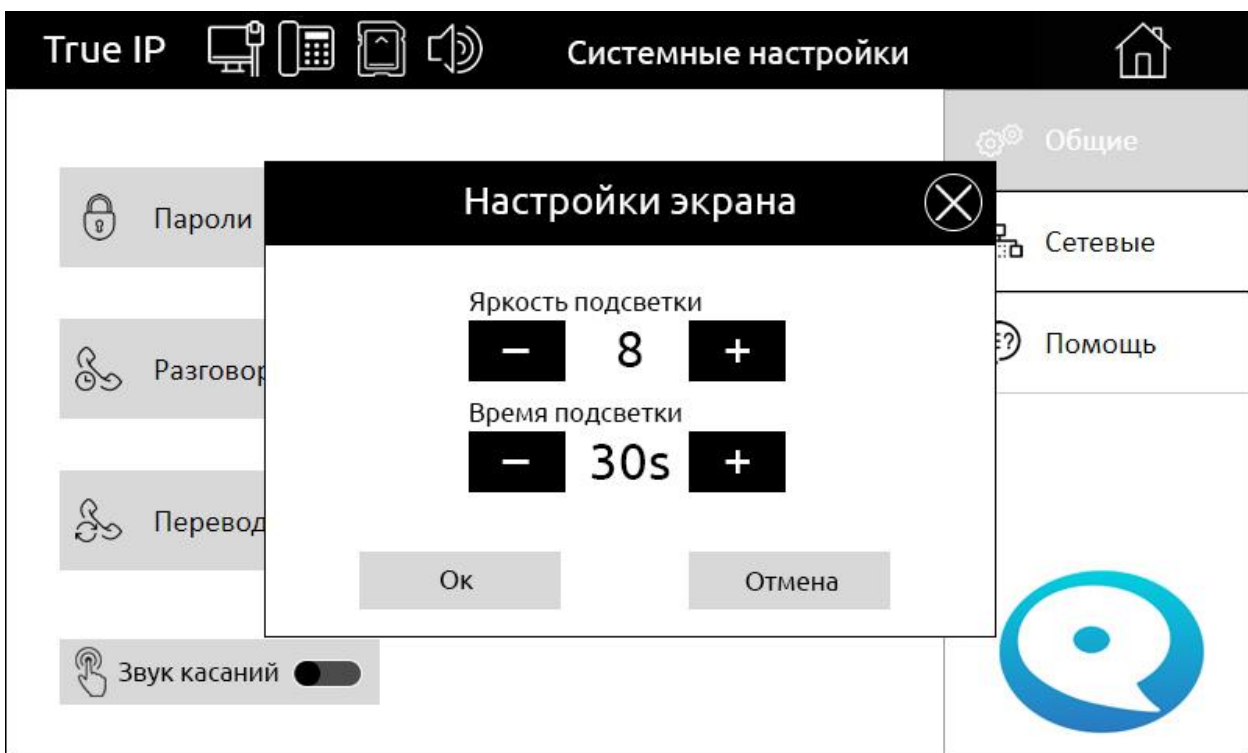 True IP
Системные настройки
Общие
Сетевые
Помощь
Пароли
Разговор
Перевод
Звук касаний
Настройки экрана
Яркость подсветки
− 8 +
Время подсветки
− 30s +
Ок
Отмена